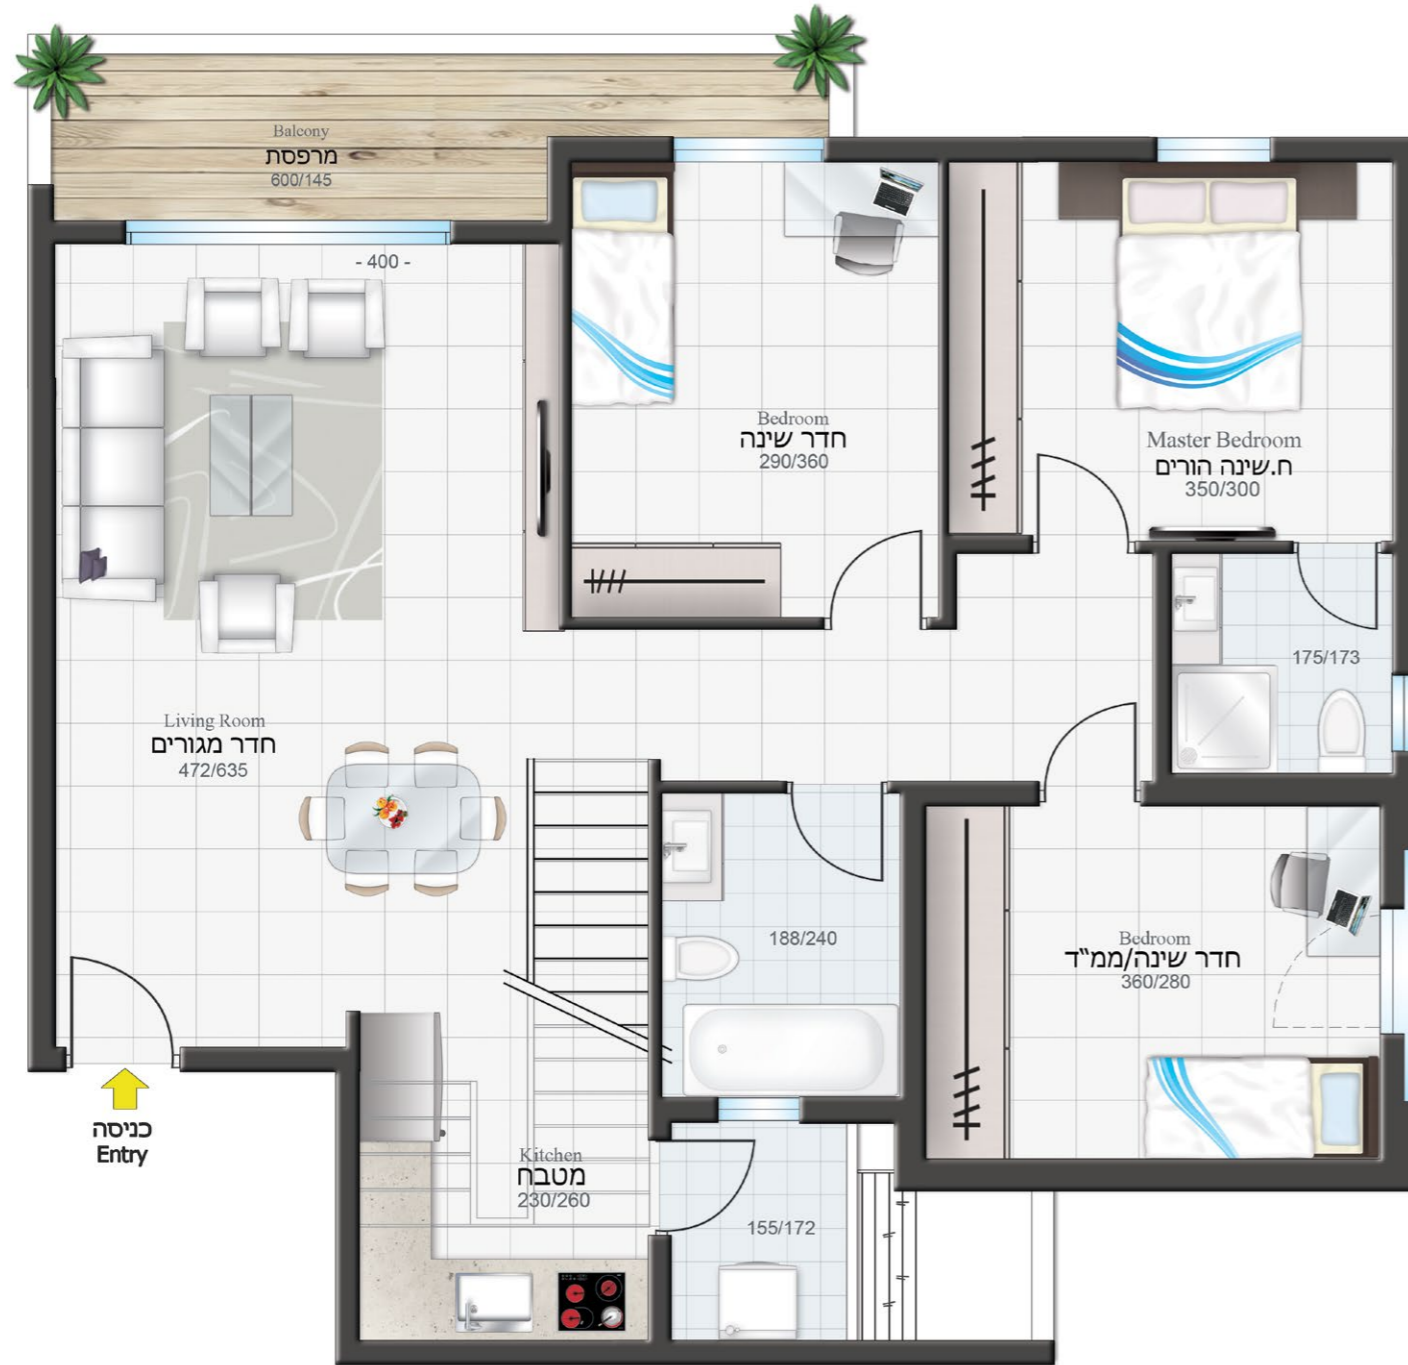 Balcony
מרפסת
600/145
- 400 -
Bedroom
חדר שינה
290/360
Master Bedroom
ח.שינה הורים
350/300
175/173
Living Room
חדר מגורים
472/635
188/240
Bedroom
חדר שינה/ממ"ד
360/280
כניסה
Entry
Kitchen
מטבח
230/260
155/172